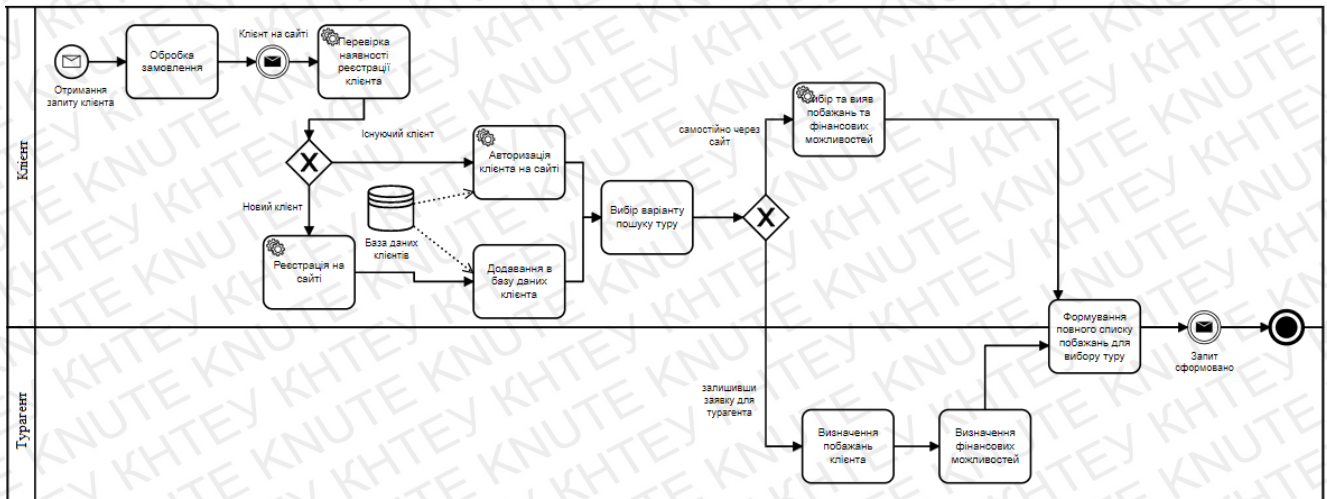 Клієнт
Отримання
запиту клієнта
Обробка
замовлення
Клієнт на сайті
Перевірка
наявності
реєстрації
клієнта
Існуючий клієнт
Новий клієнт
Авторизація
клієнта на сайті
База даних
клієнтів
Реєстрація на
сайті
Додавання в
базу даних
клієнта
Вибір варіанту
пошуку туру
самостійно через
сайт
Вибір та вияв
побажань та
фінансових
можливостей
Формування
повного списку
побажань для
вибору туру
Запит
сформовано
Турагент
залишивши
заявку для
турагента
Визначення
побажань
клієнта
Визначення
фінансових
можливостей
KNUTE КНТЕУ